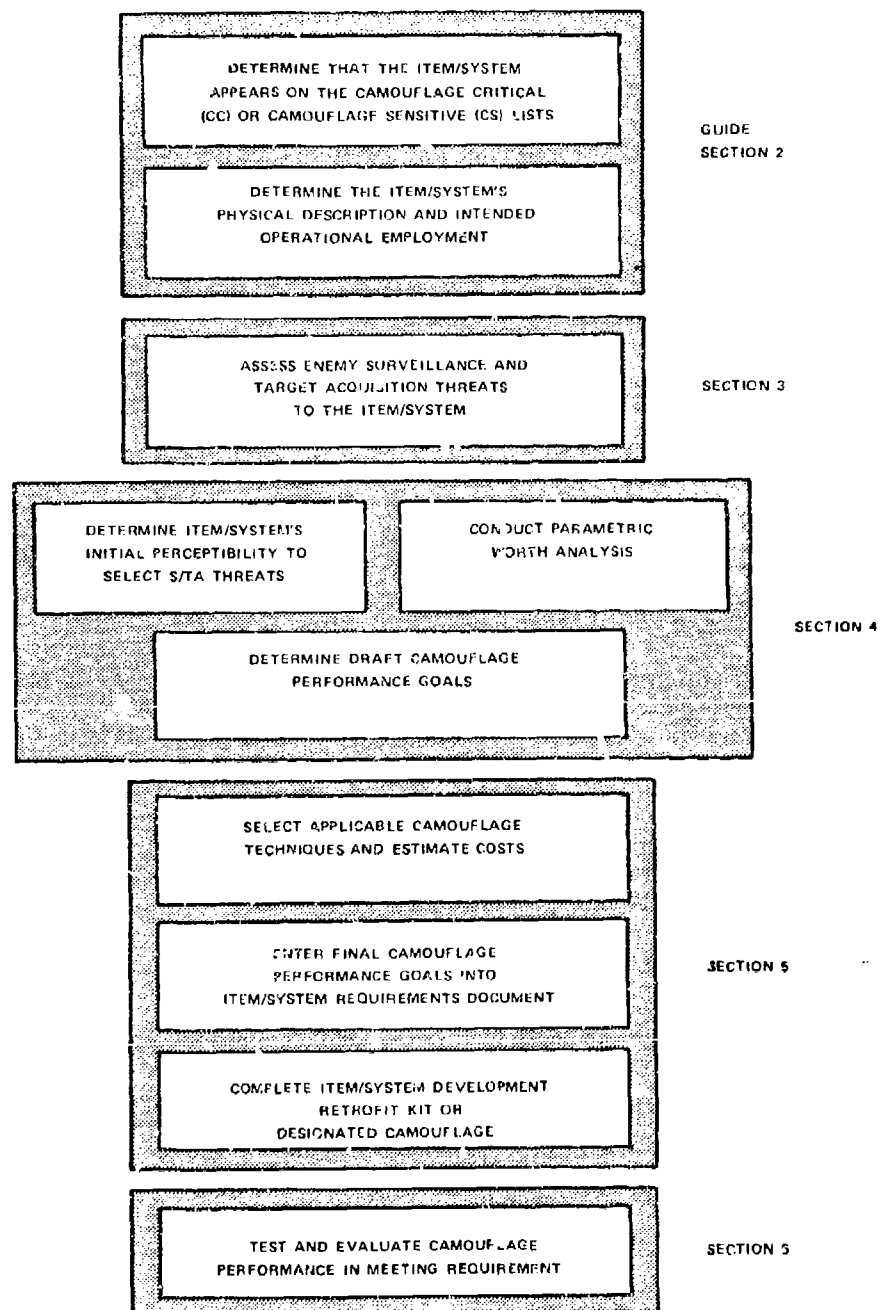 DETERMINE THAT THE ITEM/SYSTEM
APPEARS ON THE CAMOUFLAGE CRITICAL
(CC) OR CAMOUFLAGE SENSITIVE (CS) LISTS
GUIDE
SECTION 2
DETERMINE THE ITEM/SYSTEM'S
PHYSICAL DESCRIPTION AND INTENDED
OPERATIONAL EMPLOYMENT
ASSESS ENEMY SURVEILLANCE AND
TARGET ACQUISITION THREATS
TO THE ITEM/SYSTEM
SECTION 3
DETERMINE ITEM/SYSTEM'S
INITIAL PERCEPTIBILITY TO
SELECT S/TA THREATS
CONDUCT PARAMETRIC
WORTH ANALYSIS
SECTION 4
DETERMINE DRAFT CAMOUFLAGE
PERFORMANCE GOALS
SELECT APPLICABLE CAMOUFLAGE
TECHNIQUES AND ESTIMATE COSTS
ENTER FINAL CAMOUFLAGE
PERFORMANCE GOALS INTO
ITEM/SYSTEM REQUIREMENTS DOCUMENT
SECTION 5
COMPLETE ITEM/SYSTEM DEVELOPMENT
RETROFIT KIT OR
DESIGNATED CAMOUFLAGE
TEST AND EVALUATE CAMOUFLAGE
PERFORMANCE IN MEETING REQUIREMENT
SECTION